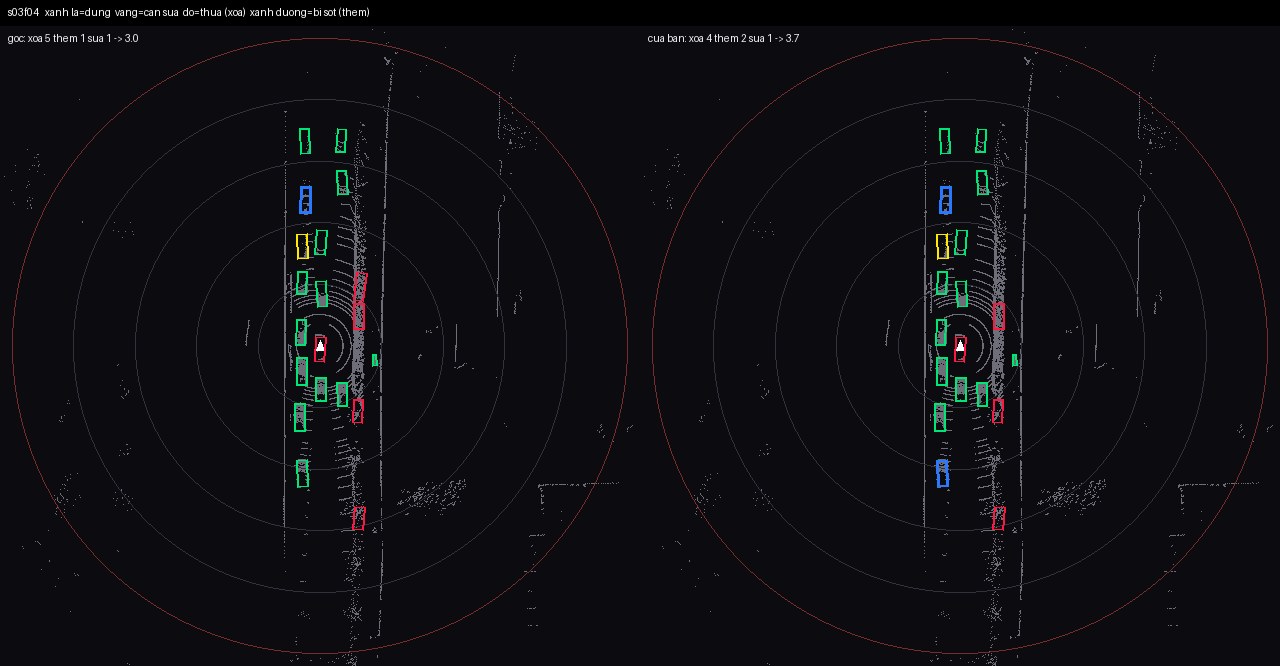 s03f04 xanh la=dung vang=can sua do=thua (xoa) xanh duong=bi sot (them)
goc: xoa 5 them 1 sua 1 -> 3.0
cua ban: xoa 4 them 2 sua 1 -> 3.7